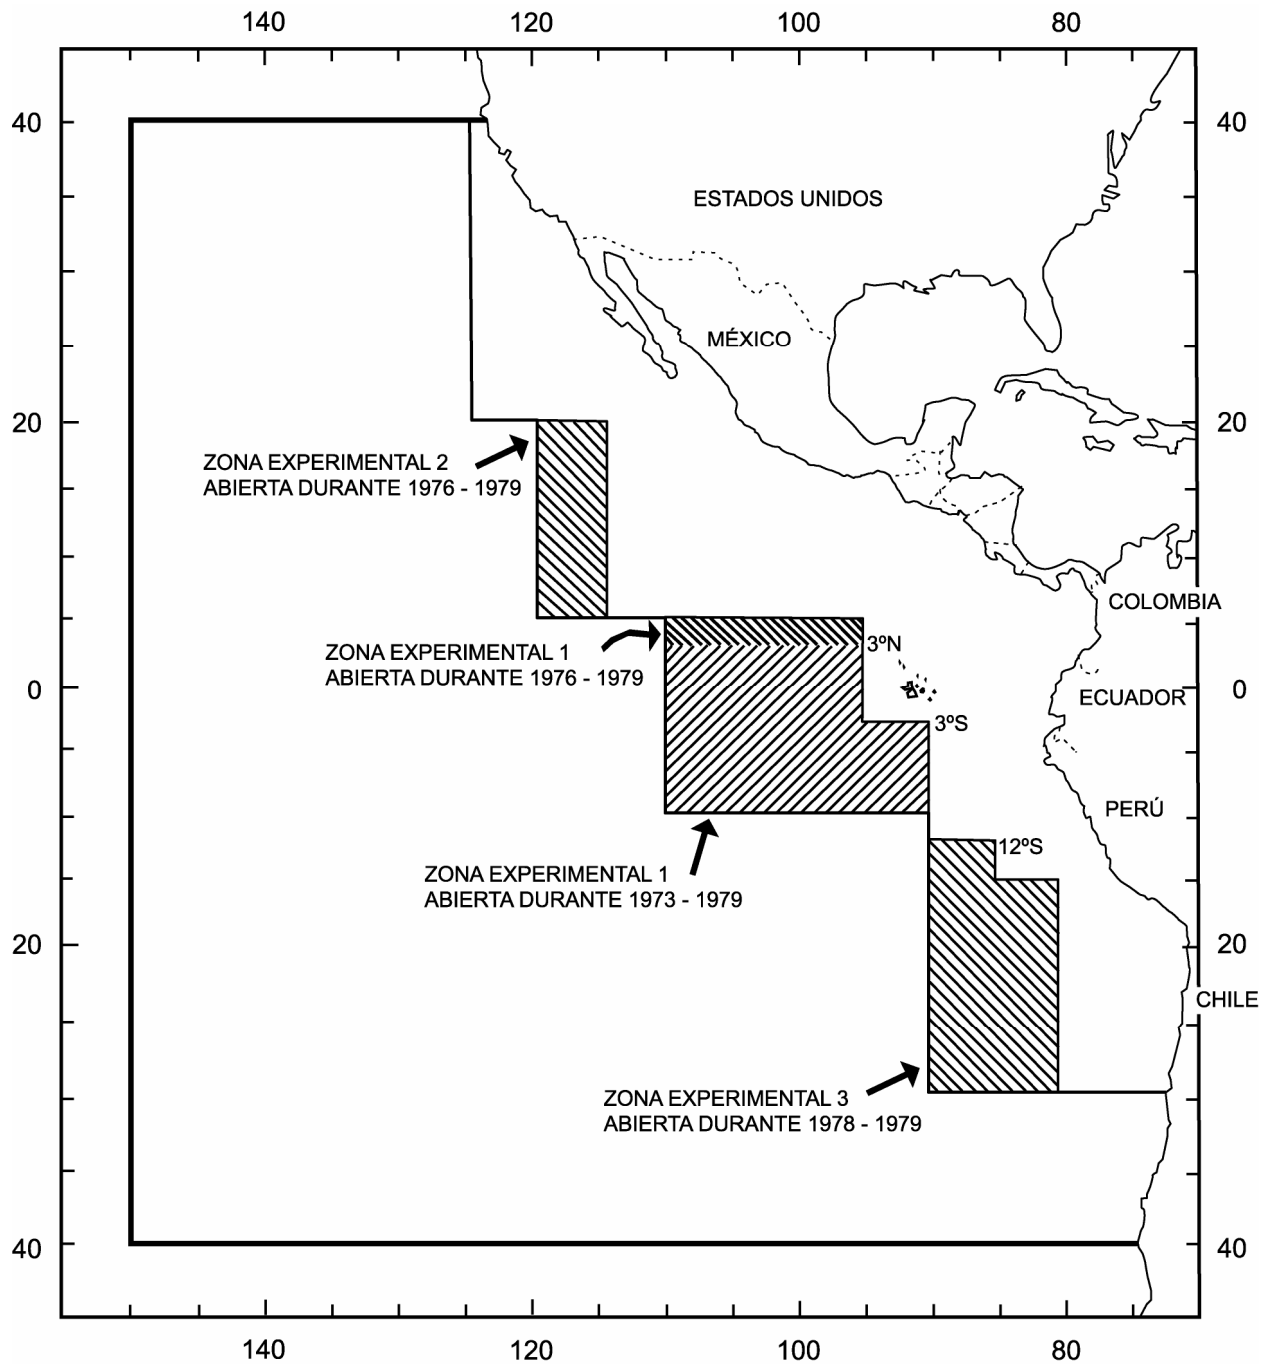 140 120 100 80
40 40
ESTADOS UNIDOS
MÉXICO
20 20
ZONA EXPERIMENTAL 2
ABIERTA DURANTE 1976 - 1979
COLOMBIA
3ºN
ZONA EXPERIMENTAL 1
ABIERTA DURANTE 1976 - 1979
0 0
ECUADOR
3ºS
PERÚ
12ºS
ZONA EXPERIMENTAL 1
ABIERTA DURANTE 1973 - 1979
20 20
CHILE
ZONA EXPERIMENTAL 3
ABIERTA DURANTE 1978 - 1979
40 40
140 120 100 80